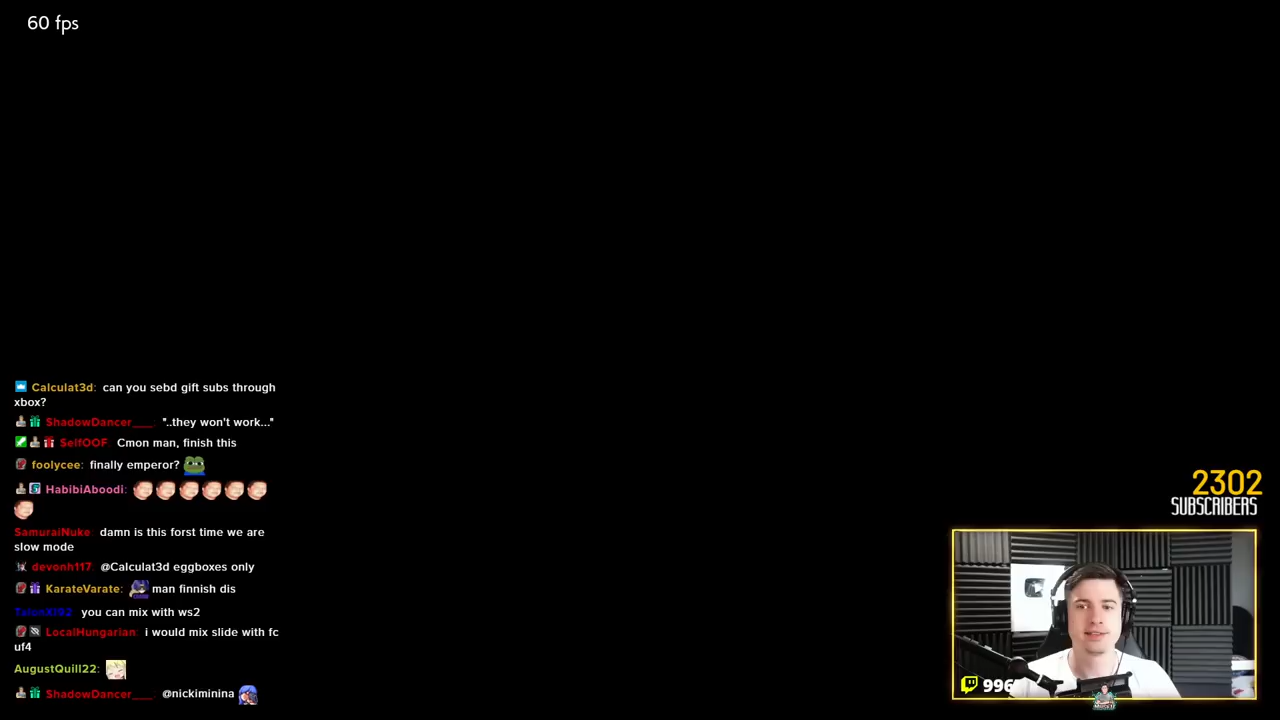 60 fps
Calculat3d: can you sebd gift subs through
xbox?
ShadowDancer___ "..they won't work..."
SelfOOF Cmon man, finish this
foolycee: finally emperor?
HabibiAboodi:
SamuraiNuke damn is this forst time we are
slow mode
devonh117 @Calculat3d eggboxes only
KarateVarate: man finnish dis
you can mix with ws2
LocalHungarian i would mix slide with fc
uf4
AugustQuill22:
ShadowDancer___ @nickiminina
2302
SUBSCRIBERS